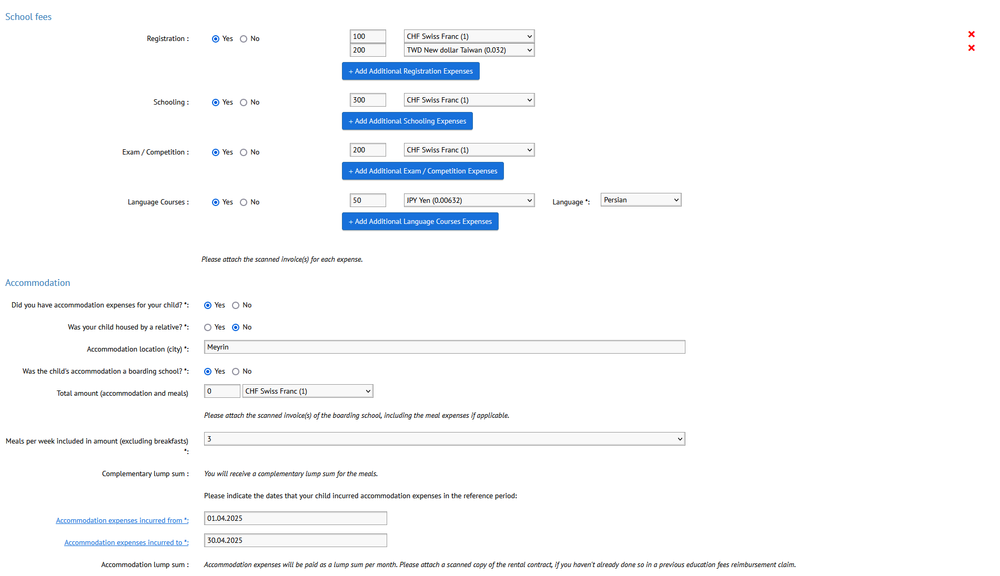 School fees
Registration : Yes No 100 CHF Swiss Franc (1)
200 TWD New dollar Taiwan (0.032)
+ Add Additional Registration Expenses
Schooling : Yes No 300 CHF Swiss Franc (1)
+ Add Additional Schooling Expenses
Exam / Competition : Yes No 200 CHF Swiss Franc (1)
+ Add Additional Exam / Competition Expenses
Language Courses : Yes No 50 JPY Yen (0.00632) Language *: Persian
+ Add Additional Language Courses Expenses
Please attach the scanned invoice(s) for each expense.
Accommodation
Did you have accommodation expenses for your child? *: Yes No
Was your child housed by a relative? *: Yes No
Accommodation location (city) *: Meyrin
Was the child's accommodation a boarding school? *: Yes No
Total amount (accommodation and meals) 0 CHF Swiss Franc (1)
Please attach the scanned invoice(s) of the boarding school, including the meal expenses if applicable.
Meals per week included in amount (excluding breakfasts) 3
*:
Complementary lump sum : You will receive a complementary lump sum for the meals.
Please indicate the dates that your child incurred accommodation expenses in the reference period:
Accommodation expenses incurred from *: 01.04.2025
Accommodation expenses incurred to *: 30.04.2025
Accommodation lump sum : Accommodation expenses will be paid as a lump sum per month. Please attach a scanned copy of the rental contract, if you haven't already done so in a previous education fees reimbursement claim.